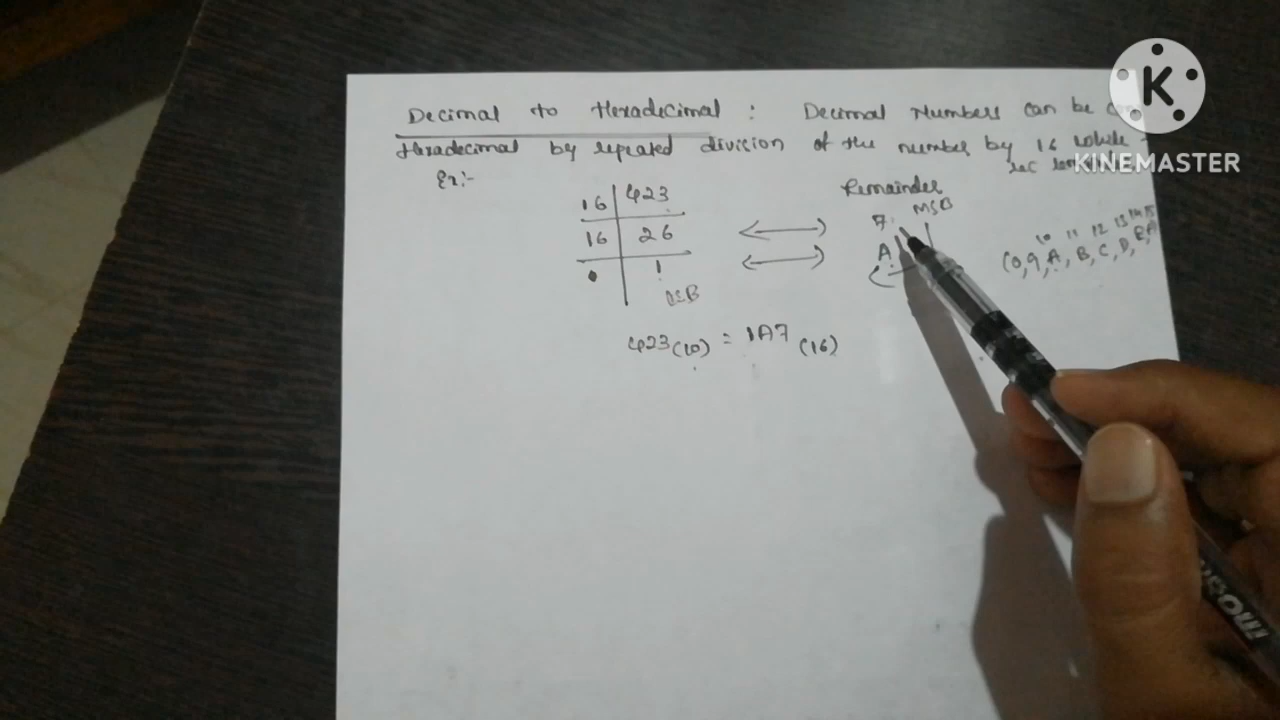 Decimal to Hexadecimal : Decimal Numbers can be
Hexadecimal by repeated division of the number by 16 while
Ex:-
Remainder
16 423 7 MSB
16 26 A
1
LSB
10 11 12 13 14 15
(0,9,A,B,C,D,E,
423(10) = 1A7 (16)
K
KINEMASTER